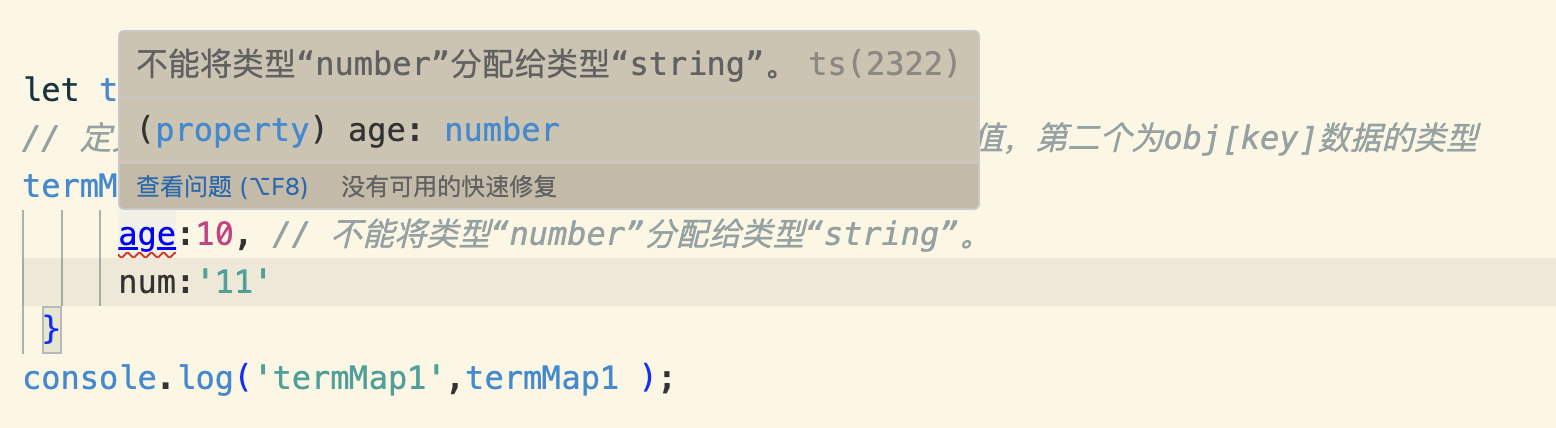 不能将类型“number”分配给类型“string”。 ts(2322)
let t
(property) age: number
// 定 值，第二个为obj[key]数据的类型
termM
查看问题 (⌥F8) 没有可用的快速修复
age:10, // 不能将类型“number”分配给类型“string”。
num:'11'
}
console.log('termMap1',termMap1 );